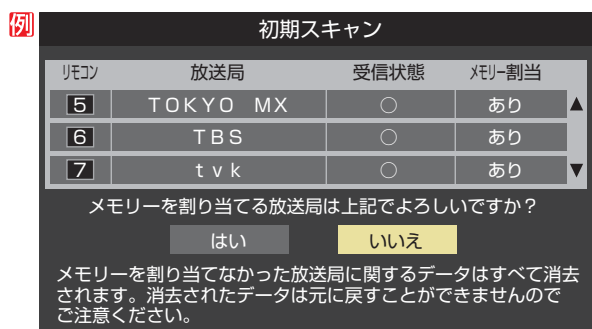 例
初期スキャン
リモコン 放送局 受信状態 メモリー割当
5 TOKYO MX ○ あり ▲
6 TBS ○ あり
7 tvk ○ あり ▼
メモリーを割り当てる放送局は上記でよろしいですか？
はい いいえ
メモリーを割り当てなかった放送局に関するデータはすべて消去
されます。消去されたデータは元に戻すことができませんので
ご注意ください。